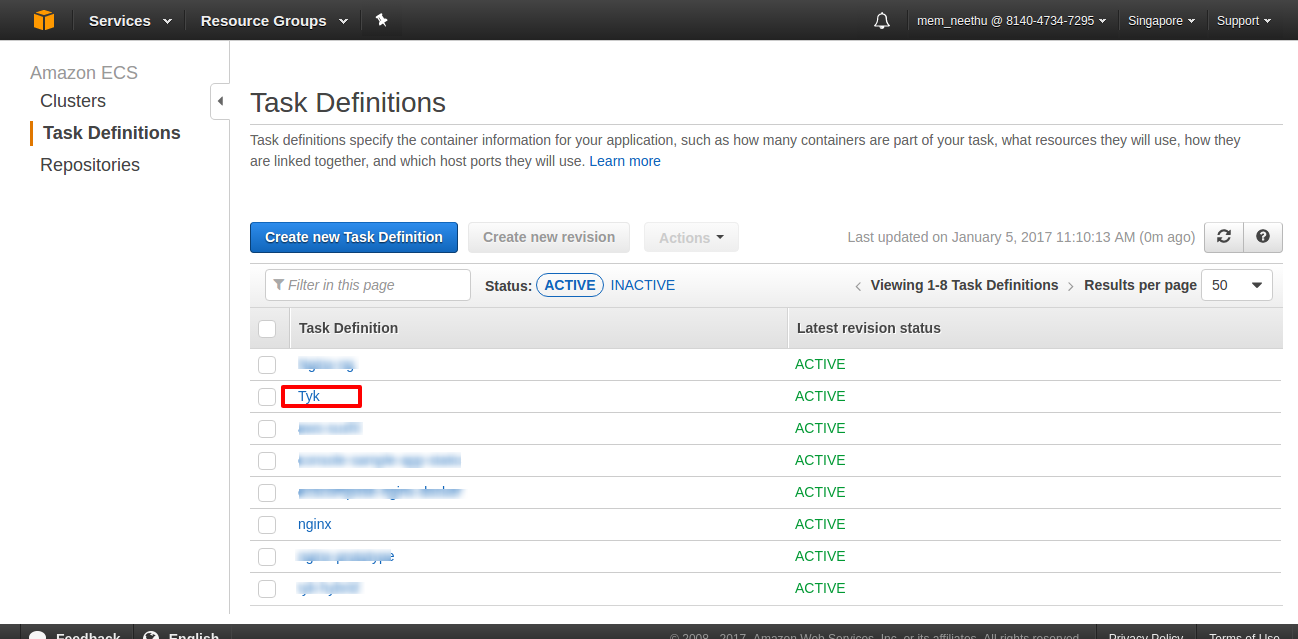 Services Resource Groups mem_neethu @ 8140-4734-7295 Singapore Support
Amazon ECS
Clusters
Task Definitions
Repositories
Task Definitions
Task definitions specify the container information for your application, such as how many containers are part of your task, what resources they will use, how they
are linked together, and which host ports they will use. Learn more
Create new Task Definition Create new revision Actions Last updated on January 5, 2017 11:10:13 AM (0m ago)
Filter in this page Status: ACTIVE INACTIVE Viewing 1-8 Task Definitions Results per page 50
Task Definition Latest revision status
ACTIVE
Tyk ACTIVE
ACTIVE
ACTIVE
ACTIVE
nginx ACTIVE
ACTIVE
ACTIVE
Feedback English © 2008 - 2017, Amazon Web Services, Inc. or its affiliates. All rights reserved. Privacy Policy Terms of Use